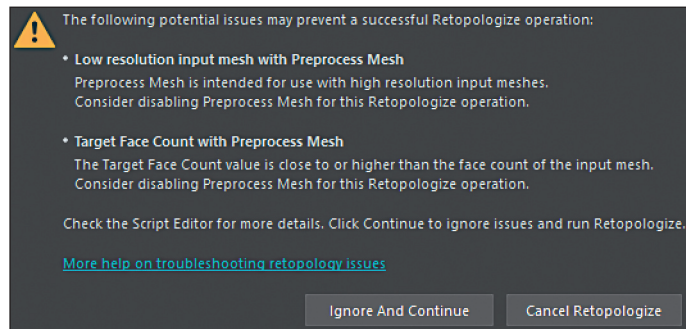 The following potential issues may prevent a successful Retopologize operation:
• Low resolution input mesh with Preprocess Mesh
Preprocess Mesh is intended for use with high resolution input meshes.
Consider disabling Preprocess Mesh for this Retopologize operation.
• Target Face Count with Preprocess Mesh
The Target Face Count value is close to or higher than the face count of the input mesh.
Consider disabling Preprocess Mesh for this Retopologize operation.
Check the Script Editor for more details. Click Continue to ignore issues and run Retopologize.
More help on troubleshooting retopology issues
Ignore And Continue
Cancel Retopologize